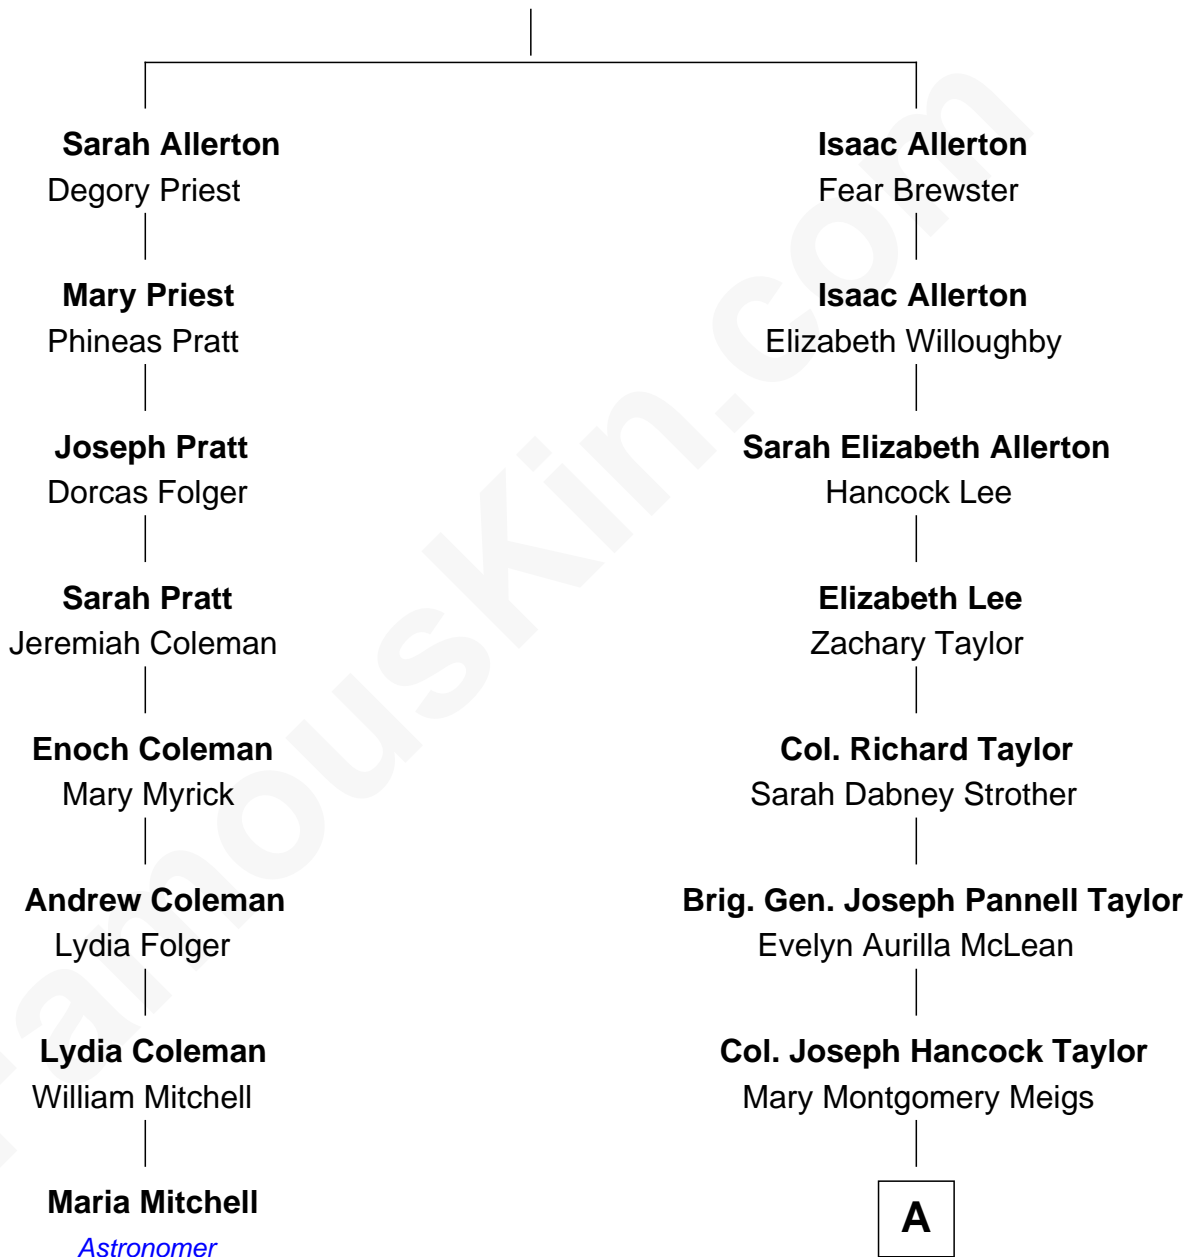 Sarah Allerton
Degory Priest
Mary Priest
Phineas Pratt
Joseph Pratt
Dorcas Folger
Sarah Pratt
Jeremiah Coleman
Enoch Coleman
Mary Myrick
Andrew Coleman
Lydia Folger
Lydia Coleman
William Mitchell
Maria Mitchell
Astronomer
Isaac Allerton
Fear Brewster
Isaac Allerton
Elizabeth Willoughby
Sarah Elizabeth Allerton
Hancock Lee
Elizabeth Lee
Zachary Taylor
Col. Richard Taylor
Sarah Dabney Strother
Brig. Gen. Joseph Pannell Taylor
Evelyn Aurilla McLean
Col. Joseph Hancock Taylor
Mary Montgomery Meigs
A
FamousKin.com